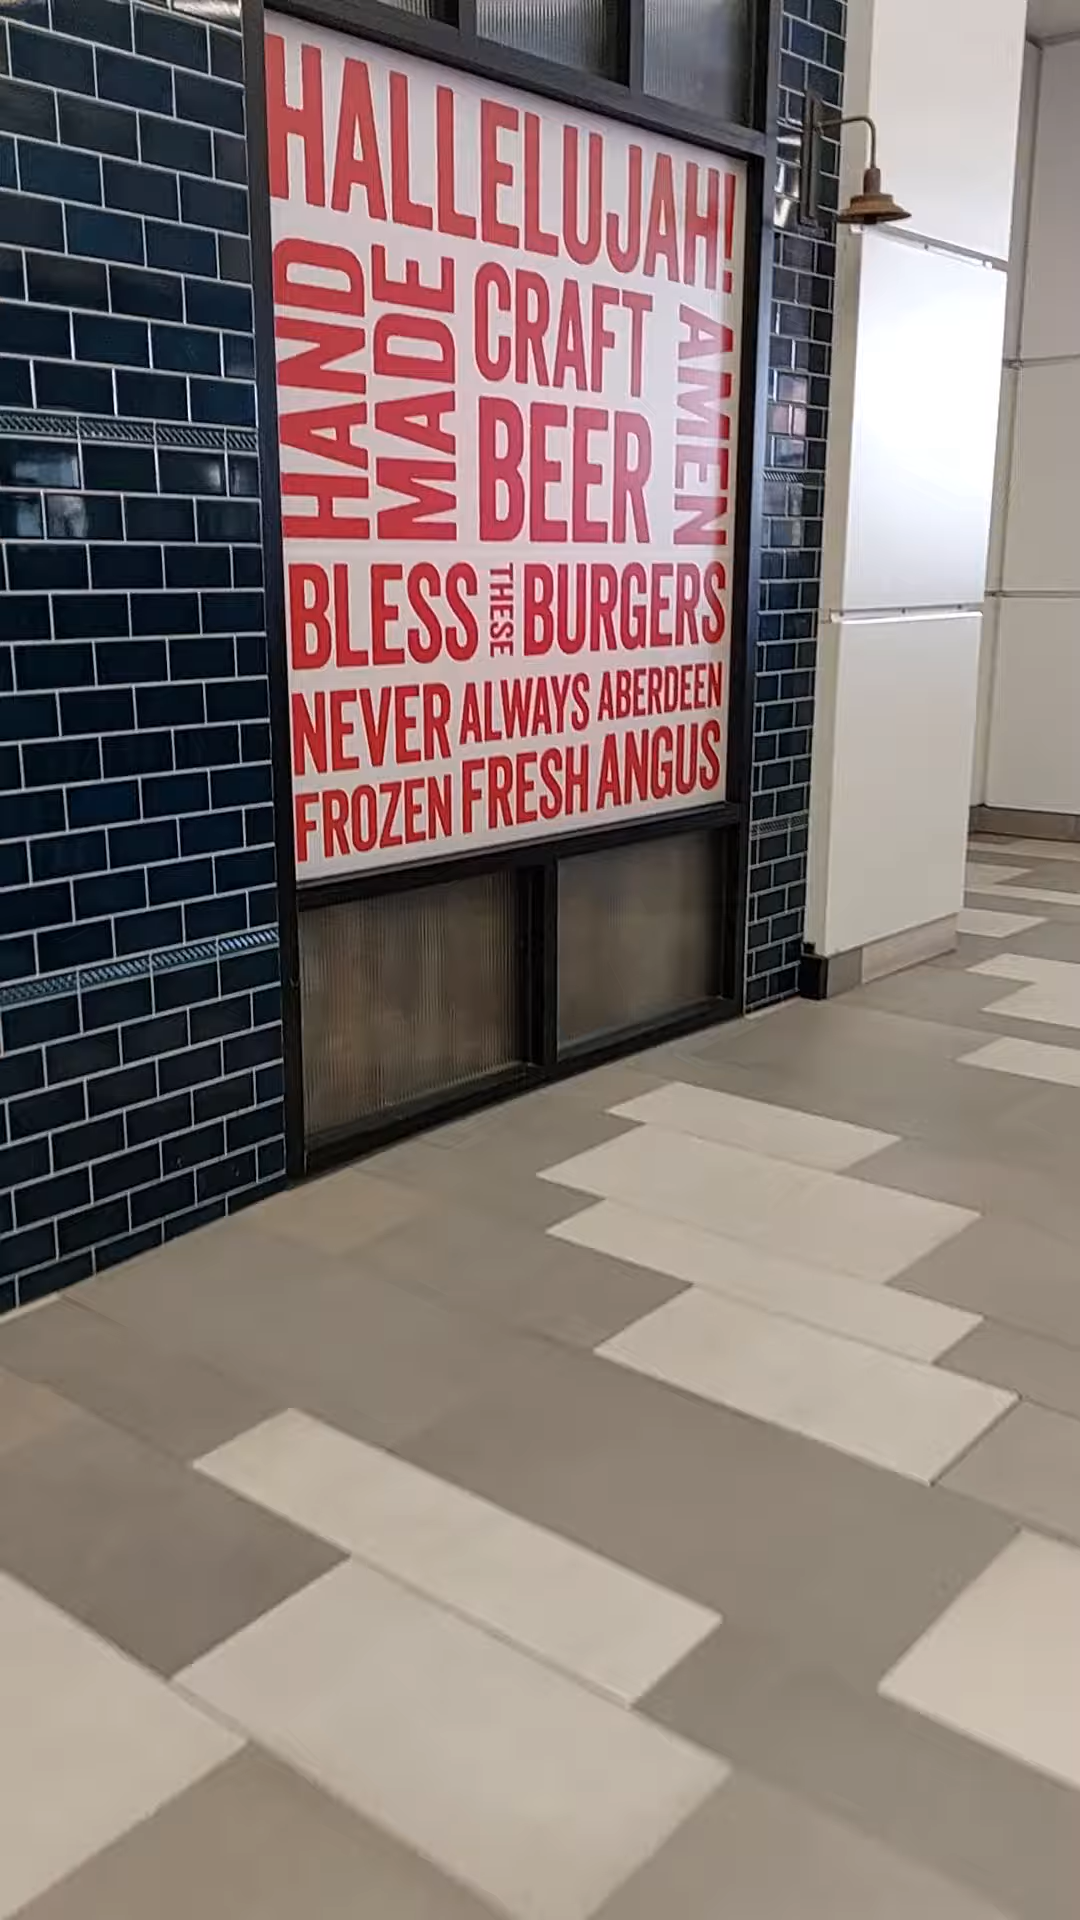 HALLELUJAH!
HAND
MADE
CRAFT
BEER
AMEN
BLESS THESE BURGERS
NEVER
FROZEN
ALWAYS
FRESH
ABERDEEN
ANGUS